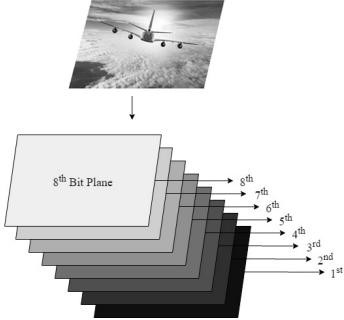 8th Bit Plane
8th
7th
6th
5th
4th
3rd
2nd
1st